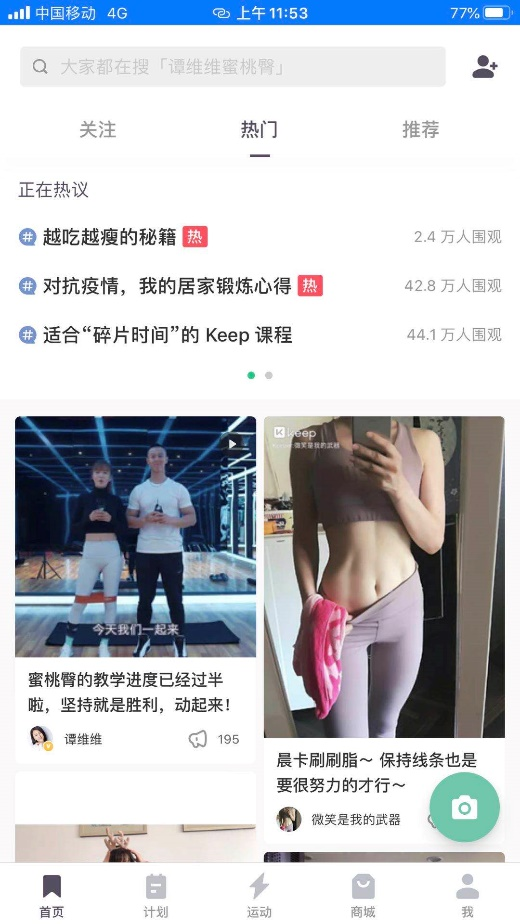 中国移动 4G 上午11:53 77%
大家都在搜「谭维维蜜桃臀」
关注 热门 推荐
正在热议
# 越吃越瘦的秘籍 热 2.4 万人围观
# 对抗疫情，我的居家锻炼心得 热 42.8 万人围观
# 适合“碎片时间”的 Keep 课程 44.1 万人围观
今天我们一起来
蜜桃臀的教学进度已经过半
啦，坚持就是胜利，动起来！
谭维维 195
keep
微笑是我的武器
晨卡刷刷脂～ 保持线条也是
要很努力的才行～
微笑是我的武器
首页 计划 运动 商城 我